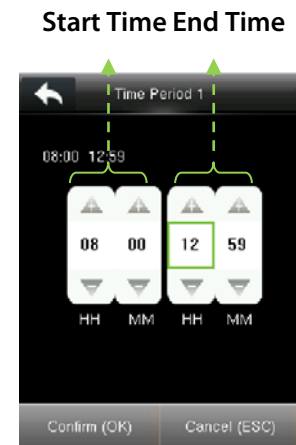 Start Time End Time
Time Period 1
08:00 12:59
08 00 12 59
HH MM HH MM
Confirm (OK) Cancel (ESC)